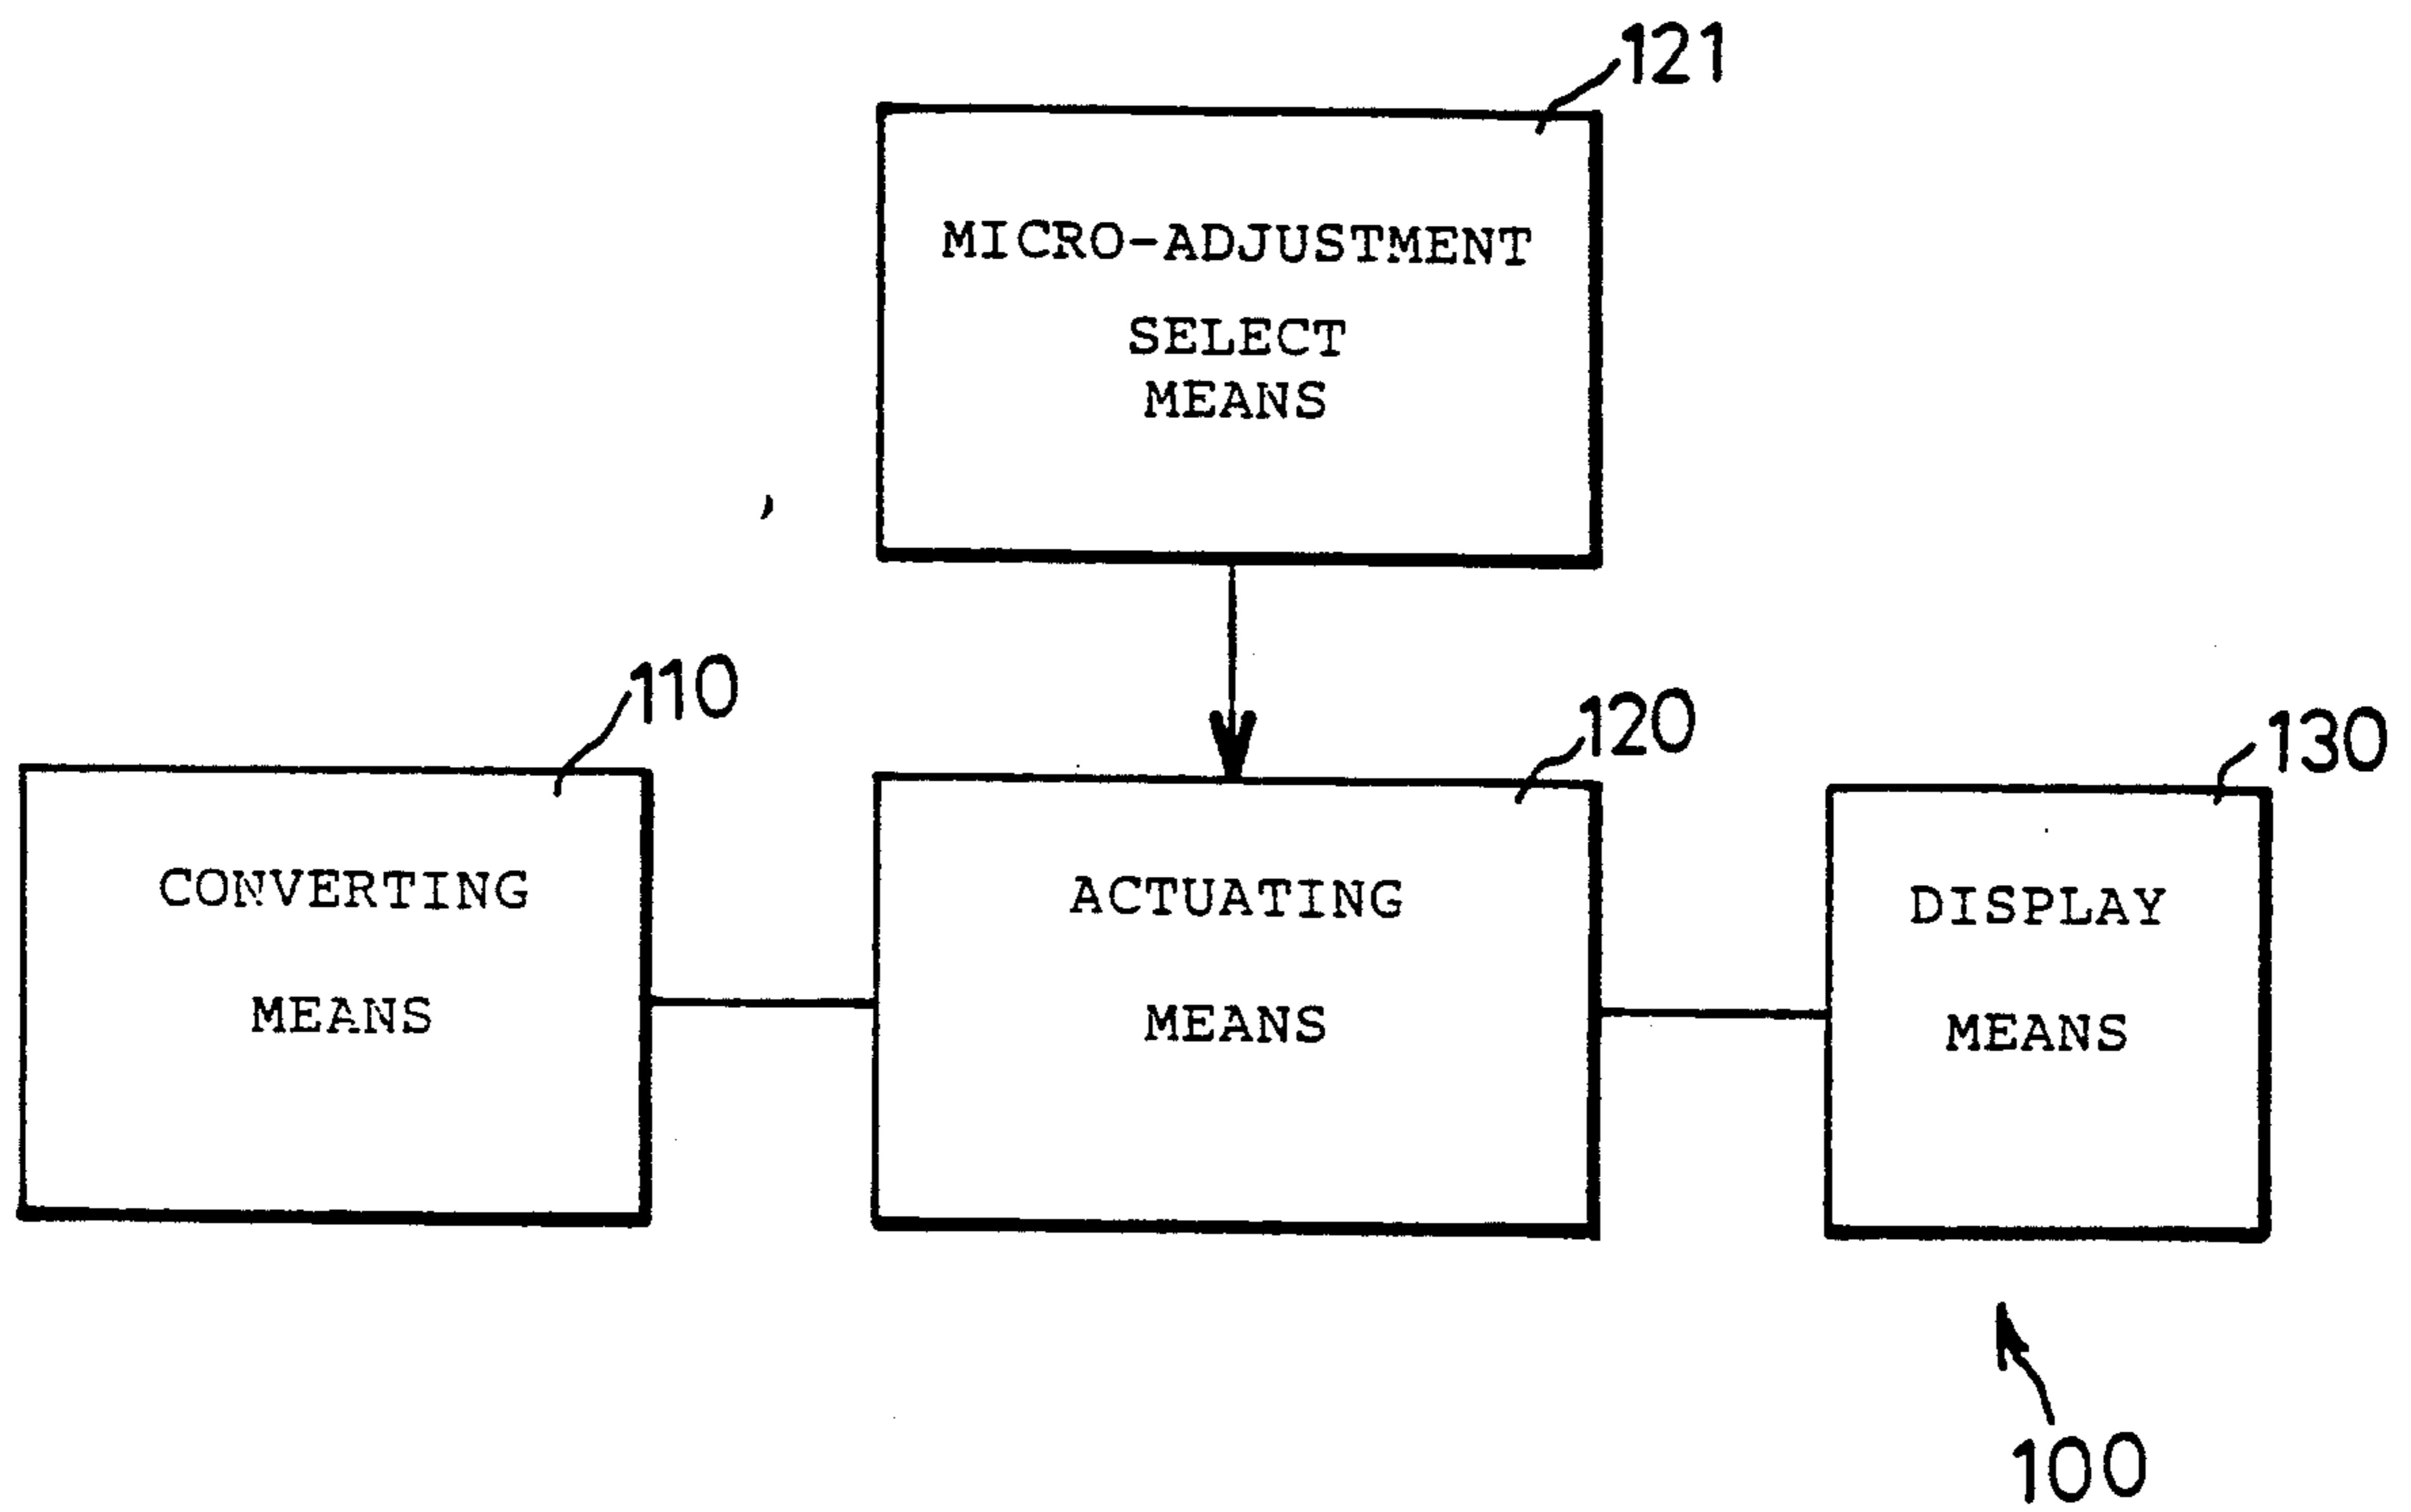 121
MICRO-ADJUSTMENT
SELECT
MEANS
110
120
130
CONVERTING
MEANS
ACTUATING
MEANS
DISPLAY
MEANS
100